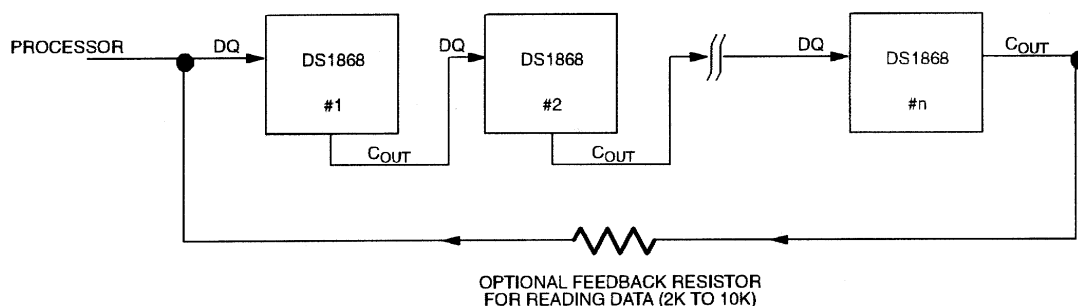 PROCESSOR
DQ
DS1868
#1
COUT
DQ
DS1868
#2
COUT
DQ
DS1868
#n
COUT
OPTIONAL FEEDBACK RESISTOR
FOR READING DATA (2K TO 10K)